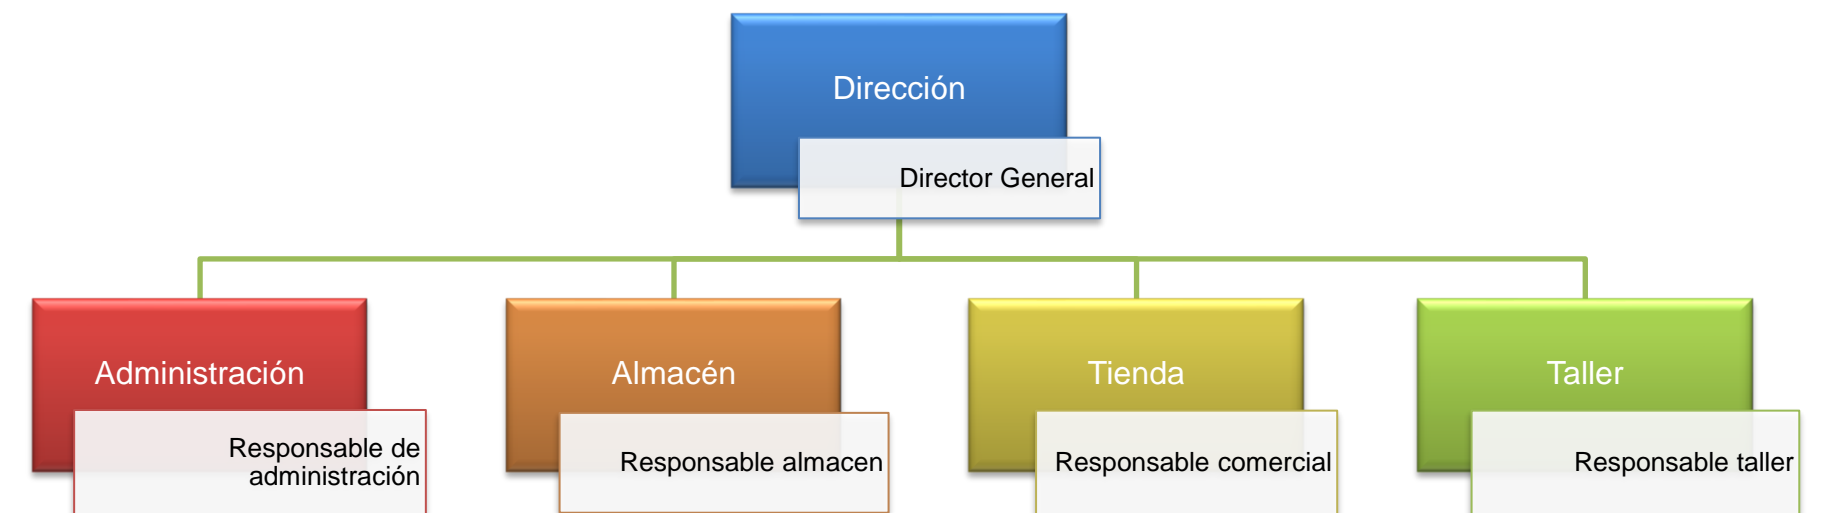 Dirección
Director General
Administración
Responsable de
administración
Almacén
Responsable almacen
Tienda
Responsable comercial
Taller
Responsable taller